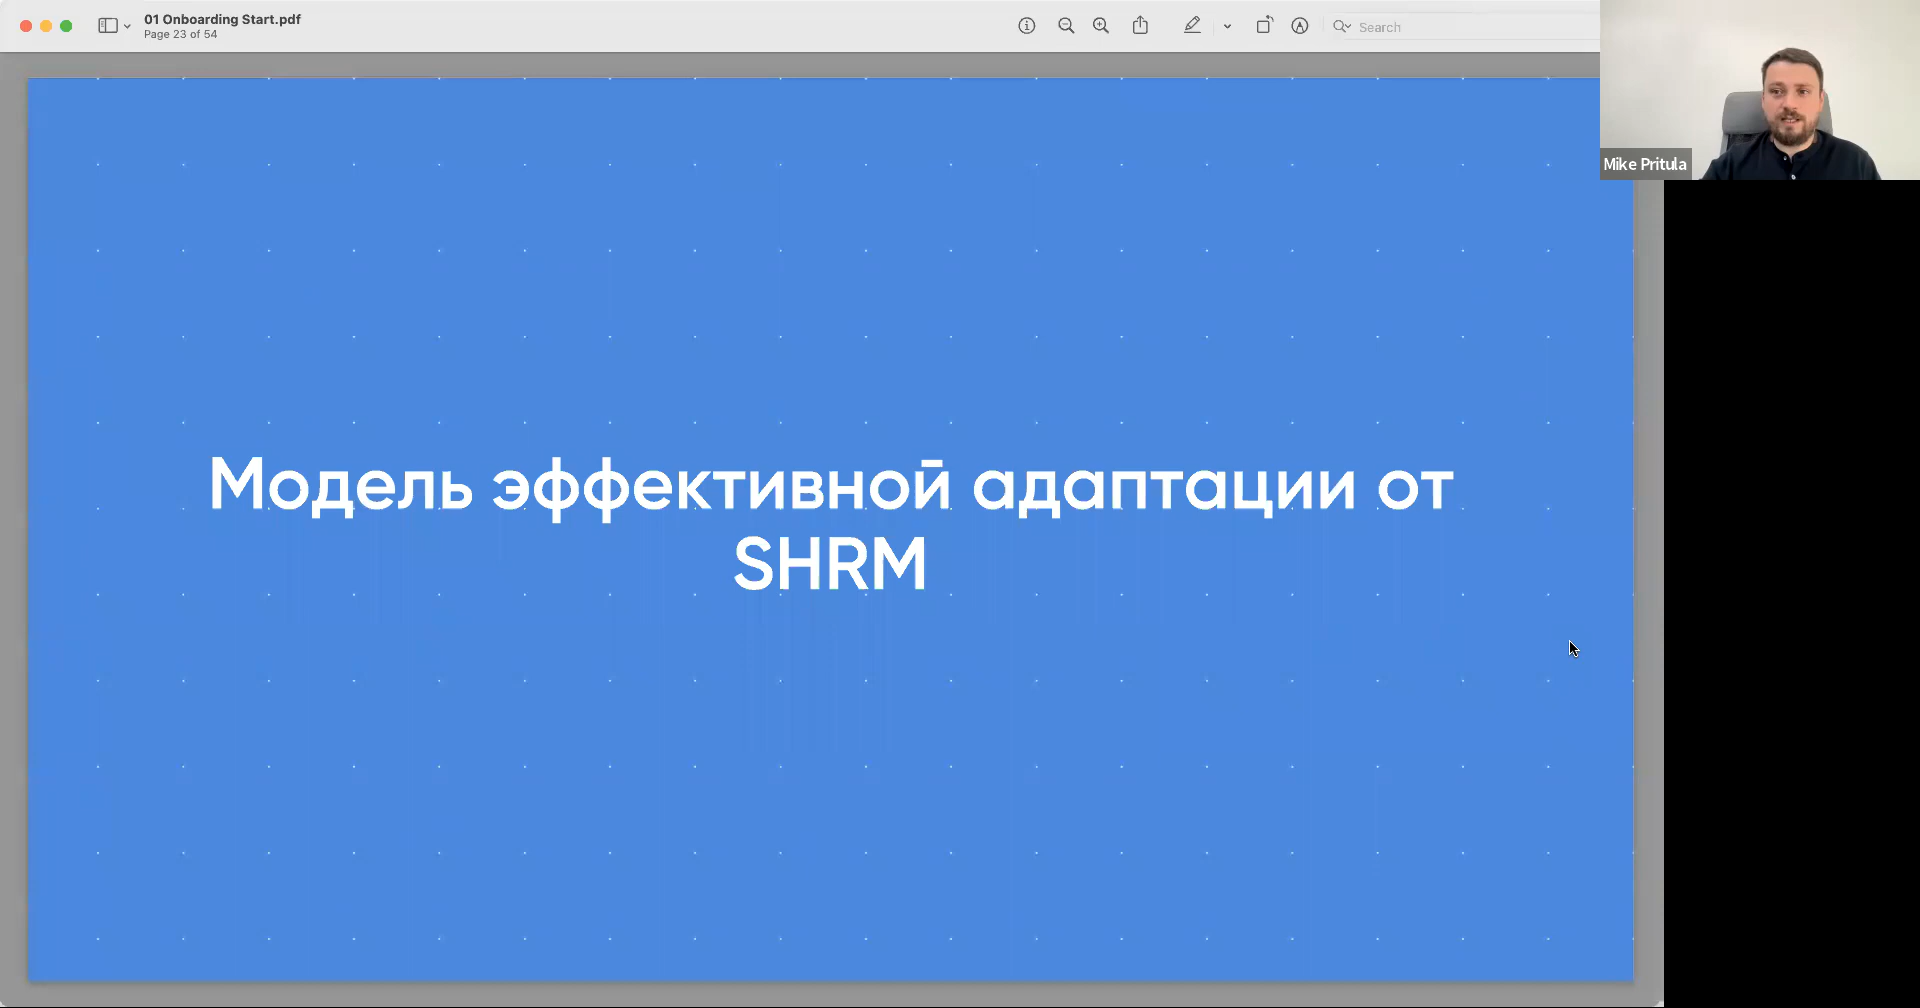 01 Onboarding Start.pdf
Page 23 of 54
Search
Mike Pritula
Модель эффективной адаптации от
SHRM